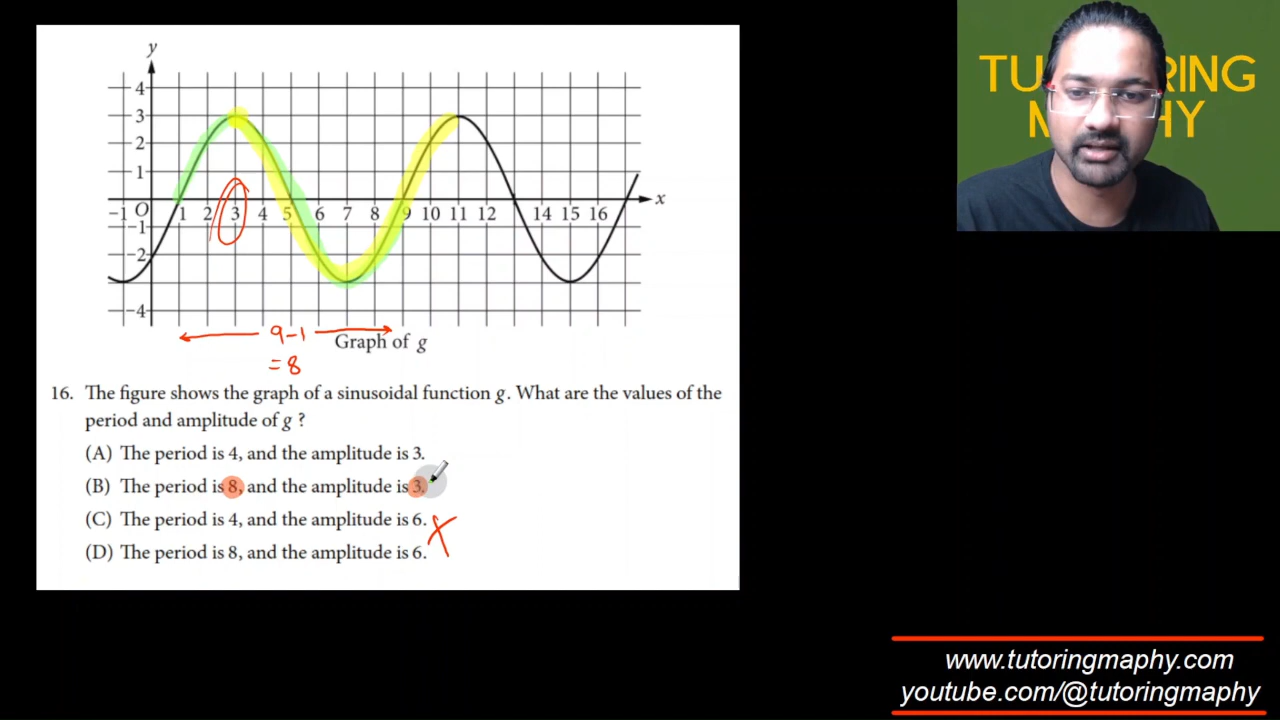 y
4
3
2
1
-1 O 1 2 3 4 5 6 7 8 9 10 11 12 14 15 16 x
-1
-2
-4
9-1
= 8
Graph of g
16. The figure shows the graph of a sinusoidal function g. What are the values of the
period and amplitude of g ?
(A) The period is 4, and the amplitude is 3.
(B) The period is 8, and the amplitude is 3.
(C) The period is 4, and the amplitude is 6.
(D) The period is 8, and the amplitude is 6.
www.tutoringmaphy.com
youtube.com/@tutoringmaphy